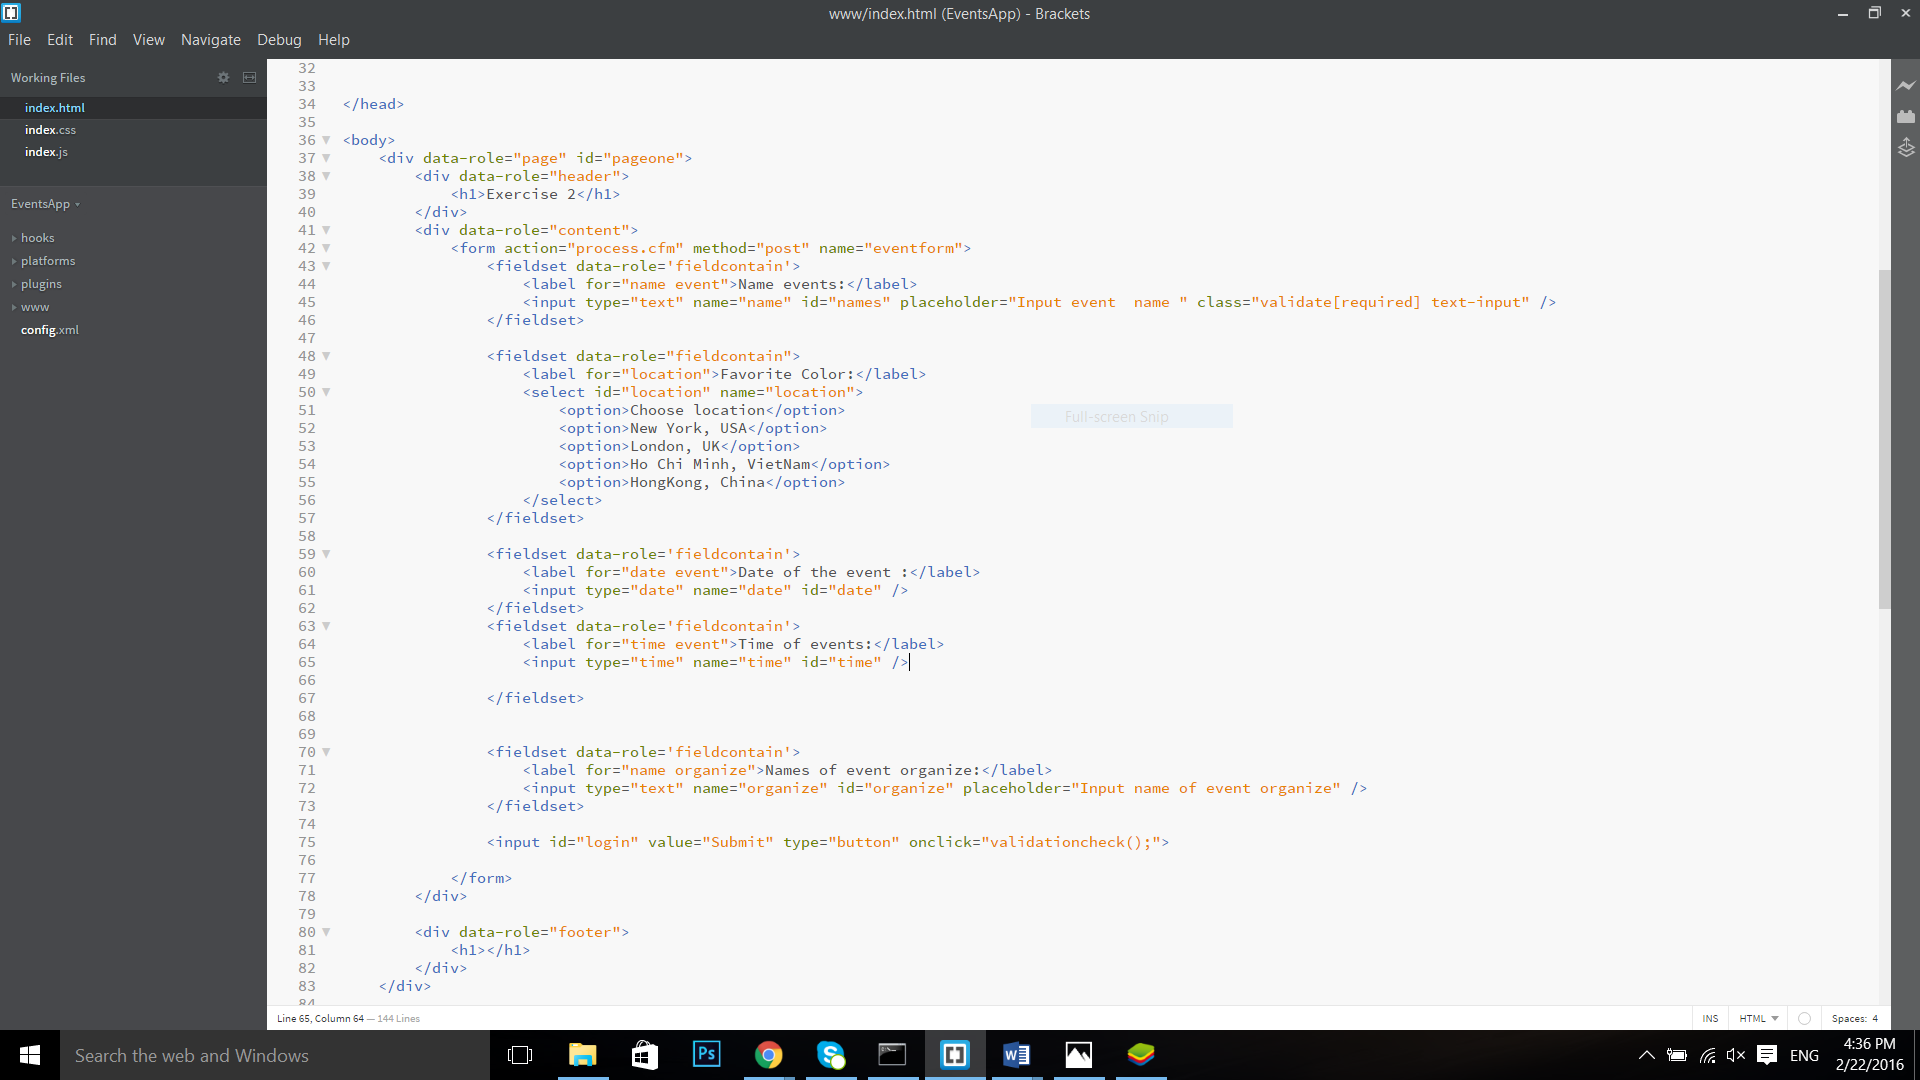 www/index.html (EventsApp) - Brackets
File Edit Find View Navigate Debug Help
Working Files
index.html
index.css
index.js
EventsApp
hooks
platforms
plugins
www
config.xml
32
33
34 </head>
35
36 <body>
37 <div data-role="page" id="pageone">
38 <div data-role="header">
39 <h1>Exercise 2</h1>
40 </div>
41 <div data-role="content">
42 <form action="process.cfm" method="post" name="eventform">
43 <fieldset data-role='fieldcontain'>
44 <label for="name event">Name events:</label>
45 <input type="text" name="name" id="names" placeholder="Input event  name " class="validate[required] text-input" />
46 </fieldset>
47
48 <fieldset data-role="fieldcontain">
49 <label for="location">Favorite Color:</label>
50 <select id="location" name="location">
51 <option>Choose location</option>
52 <option>New York, USA</option>
53 <option>London, UK</option>
54 <option>Ho Chi Minh, VietNam</option>
55 <option>HongKong, China</option>
56 </select>
57 </fieldset>
58
59 <fieldset data-role='fieldcontain'>
60 <label for="date event">Date of the event :</label>
61 <input type="date" name="date" id="date" />
62 </fieldset>
63 <fieldset data-role='fieldcontain'>
64 <label for="time event">Time of events:</label>
65 <input type="time" name="time" id="time" />
66
67 </fieldset>
68
69
70 <fieldset data-role='fieldcontain'>
71 <label for="name organize">Names of event organize:</label>
72 <input type="text" name="organize" id="organize" placeholder="Input name of event organize" />
73 </fieldset>
74
75 <input id="login" value="Submit" type="button" onclick="validationcheck();">
76
77 </form>
78 </div>
79
80 <div data-role="footer">
81 <h1></h1>
82 </div>
83 </div>
84
Full-screen Snip
Line 65, Column 64 — 144 Lines
INS HTML Spaces: 4
Search the web and Windows
Ps
ENG
4:36 PM
2/22/2016